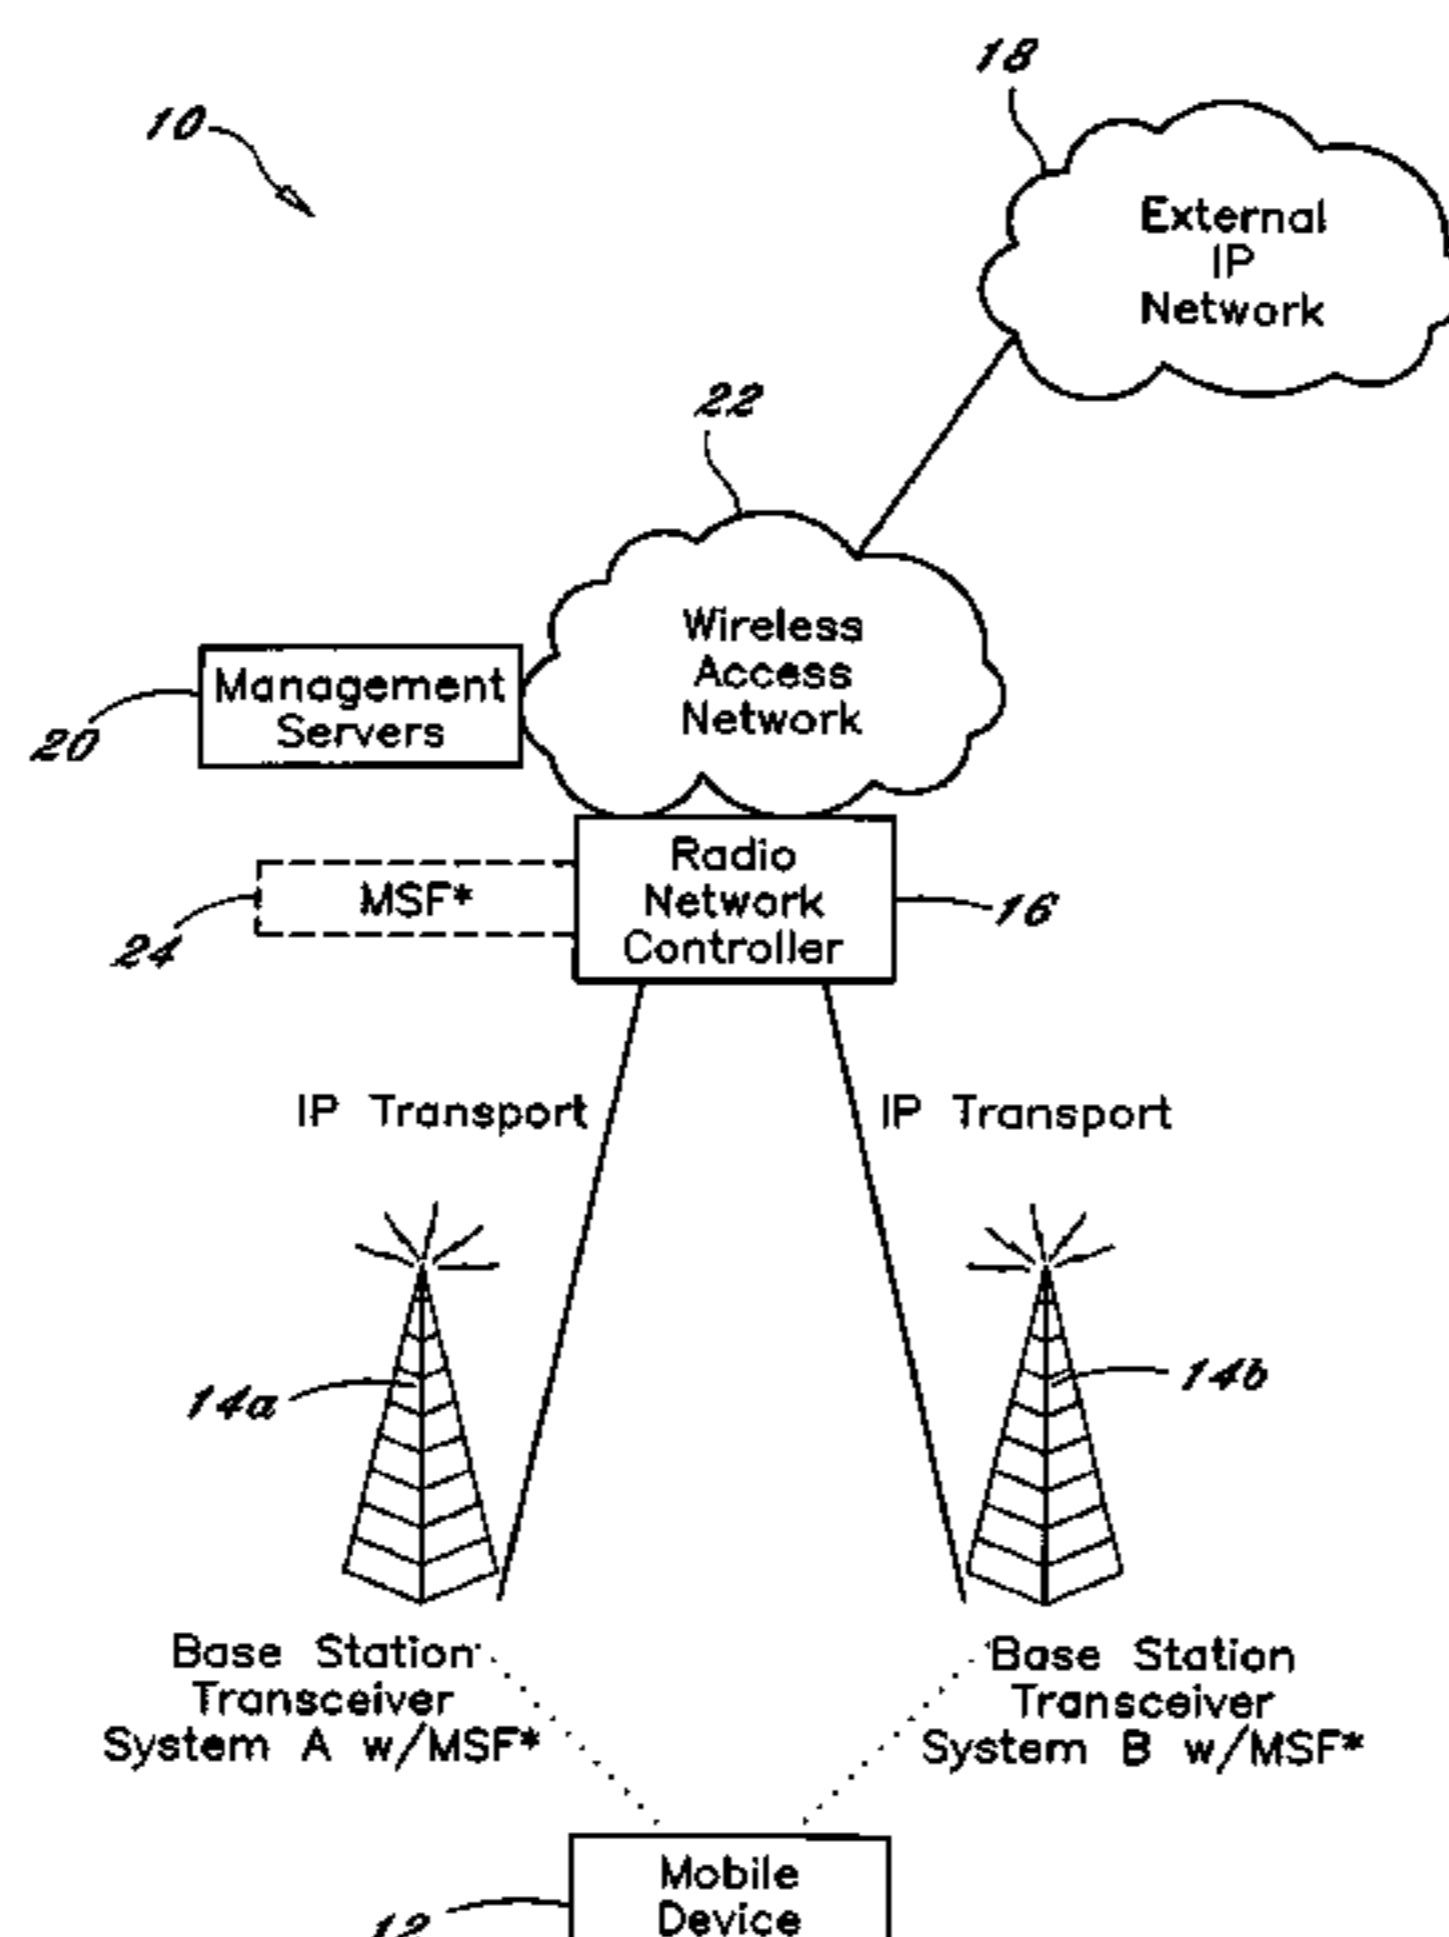 18
10
External
IP
Network
22
Wireless
Access
Network
Management
Servers
20
Radio
Network
Controller
MSF*
16
24
IP Transport
IP Transport
14a
14b
Base Station
Transceiver
System A w/MSF*
Base Station
Transceiver
System B w/MSF*
Mobile
Device
12